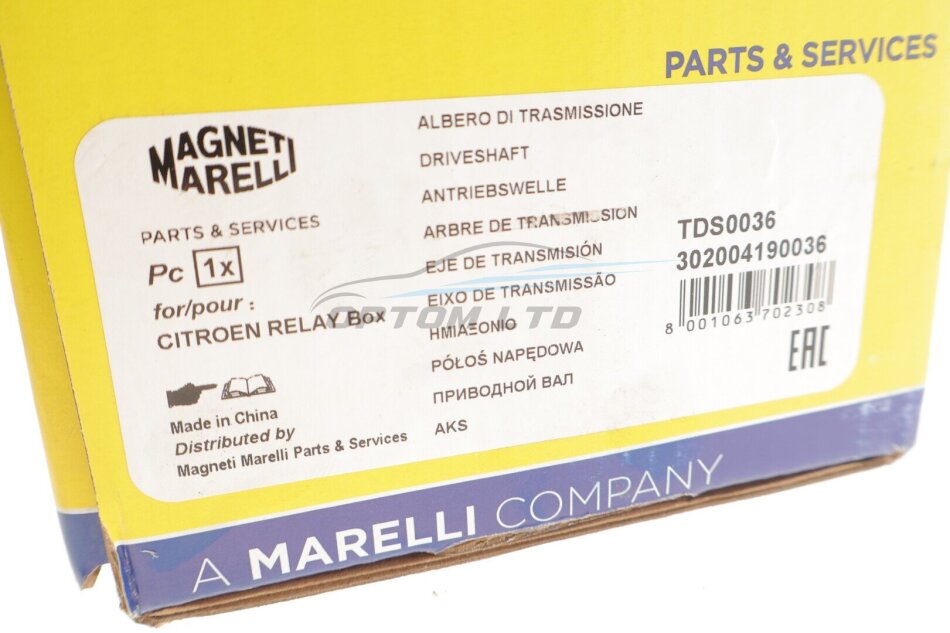 PARTS & SERVICES
MAGNETI
MARELLI
PARTS & SERVICES
Pc 1x
for/pour :
CITROEN RELAY Box
Made in China
Distributed by
Magneti Marelli Parts & Services
ALBERO DI TRASMISSIONE
DRIVESHAFT
ANTRIEBSWELLE
ARBRE DE TRANSMISSION
EJE DE TRANSMISIÓN
EIXO DE TRANSMISSÃO
ΗΜΙΑΞΟΝΙΟ
PÓŁOŚ NAPĘDOWA
ПРИВОДНОЙ ВАЛ
AKS
TDS0036
302004190036
8 001063 702308
EAC
OPTOM LTD
A MARELLI COMPANY